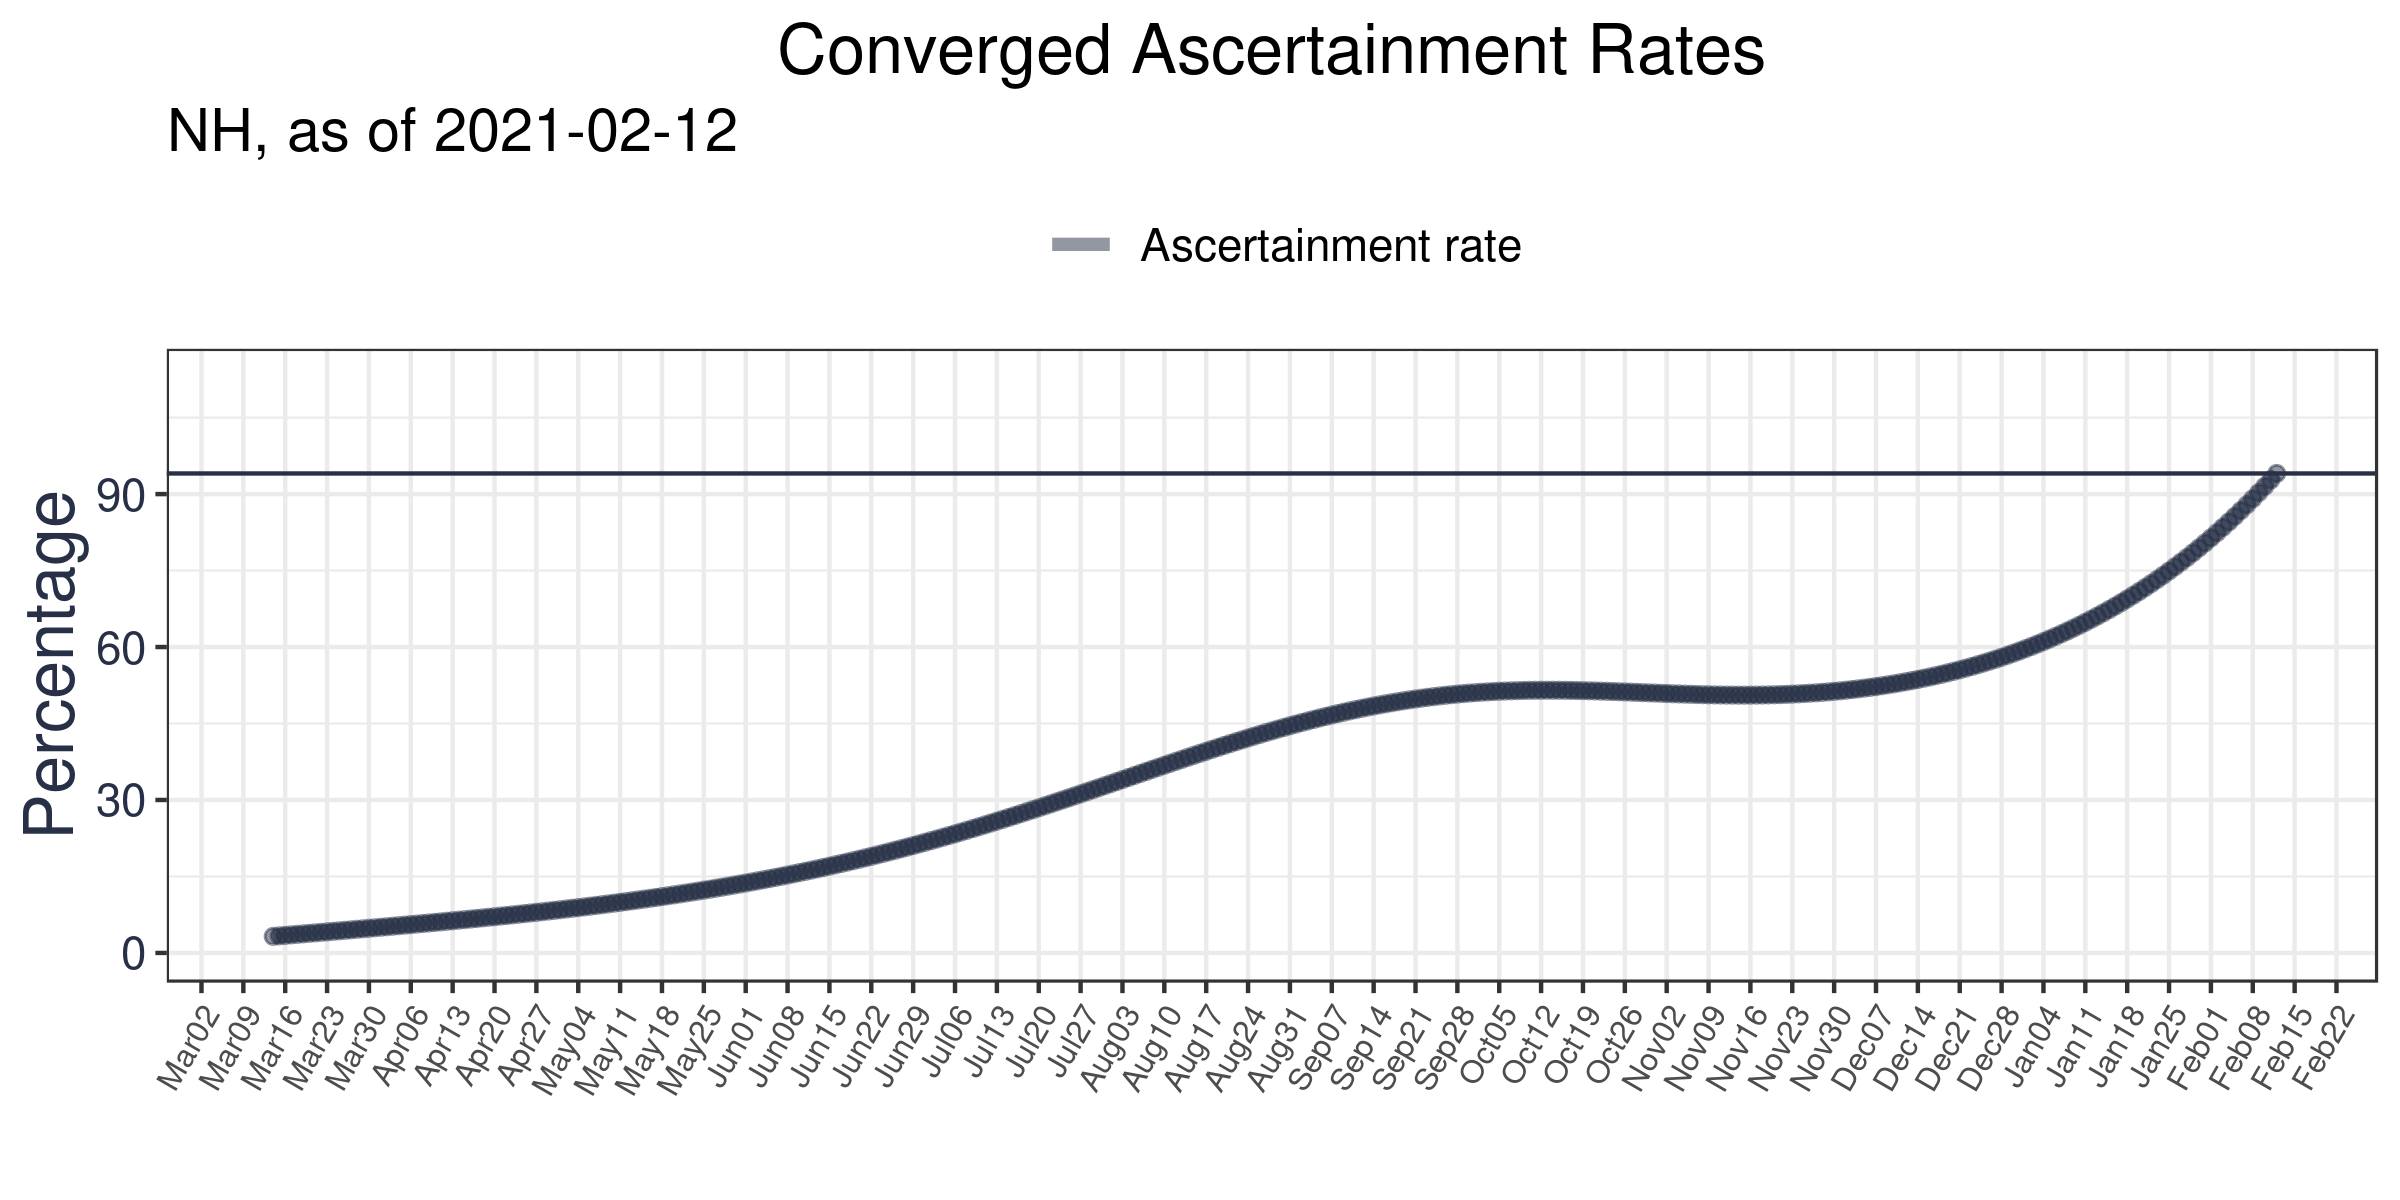 Converged Ascertainment Rates
NH, as of 2021-02-12
Ascertainment rate
Percentage
90
60
30
0
Mar02
Mar09
Mar16
Mar23
Mar30
Apr06
Apr13
Apr20
Apr27
May04
May11
May18
May25
Jun01
Jun08
Jun15
Jun22
Jun29
Jul06
Jul13
Jul20
Jul27
Aug03
Aug10
Aug17
Aug24
Aug31
Sep07
Sep14
Sep21
Sep28
Oct05
Oct12
Oct19
Oct26
Nov02
Nov09
Nov16
Nov23
Nov30
Dec07
Dec14
Dec21
Dec28
Jan04
Jan11
Jan18
Jan25
Feb01
Feb08
Feb15
Feb22